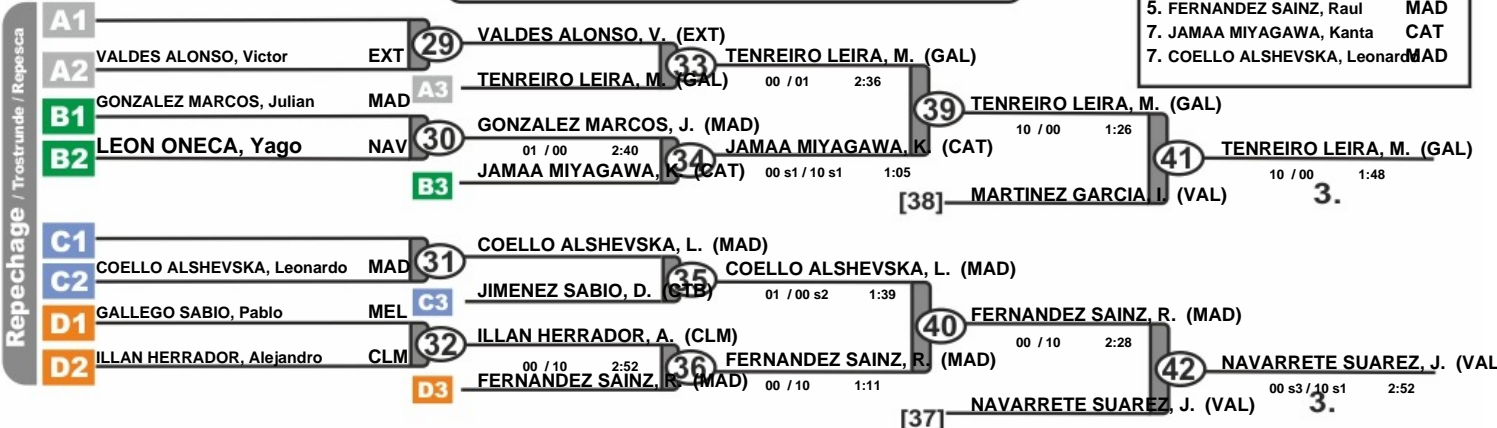 5. FERNANDEZ SAINZ, Raul MAD
7. JAMAA MIYAGAWA, Kanta CAT
7. COELLO ALSHEVSKA, Leonardo MAD
Repechage / Trostrunde / Repesca
A1
A2 VALDES ALONSO, Victor EXT
B1 GONZALEZ MARCOS, Julian MAD
B2 LEON ONECA, Yago NAV
C1
C2 COELLO ALSHEVSKA, Leonardo MAD
D1 GALLEGO SABIO, Pablo MEL
D2 ILLAN HERRADOR, Alejandro CLM
29 VALDES ALONSO, V. (EXT)
A3 TENREIRO LEIRA, M. (GAL)
30 GONZALEZ MARCOS, J. (MAD)
01 / 00 2:40
B3 JAMAA MIYAGAWA, K. (CAT)
31 COELLO ALSHEVSKA, L. (MAD)
C3 JIMENEZ SABIO, D. (CTB)
32 ILLAN HERRADOR, A. (CLM)
00 / 10 2:52
D3 FERNANDEZ SAINZ, R. (MAD)
33 TENREIRO LEIRA, M. (GAL)
00 / 01 2:36
34 JAMAA MIYAGAWA, K. (CAT)
00 s1 / 10 s1 1:05
35 COELLO ALSHEVSKA, L. (MAD)
01 / 00 s2 1:39
36 FERNANDEZ SAINZ, R. (MAD)
00 / 10 1:11
39 TENREIRO LEIRA, M. (GAL)
10 / 00 1:26
[38] MARTINEZ GARCIA, I. (VAL)
40 FERNANDEZ SAINZ, R. (MAD)
00 / 10 2:28
[37] NAVARRETE SUAREZ, J. (VAL)
41 TENREIRO LEIRA, M. (GAL)
10 / 00 1:48
3.
42 NAVARRETE SUAREZ, J. (VAL
00 s3 / 10 s1 2:52
3.